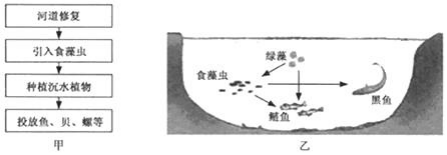 河道修复
引入食藻虫
种植沉水植物
投放鱼、贝、螺等
甲
绿藻
食藻虫
黑鱼
鲢鱼
乙